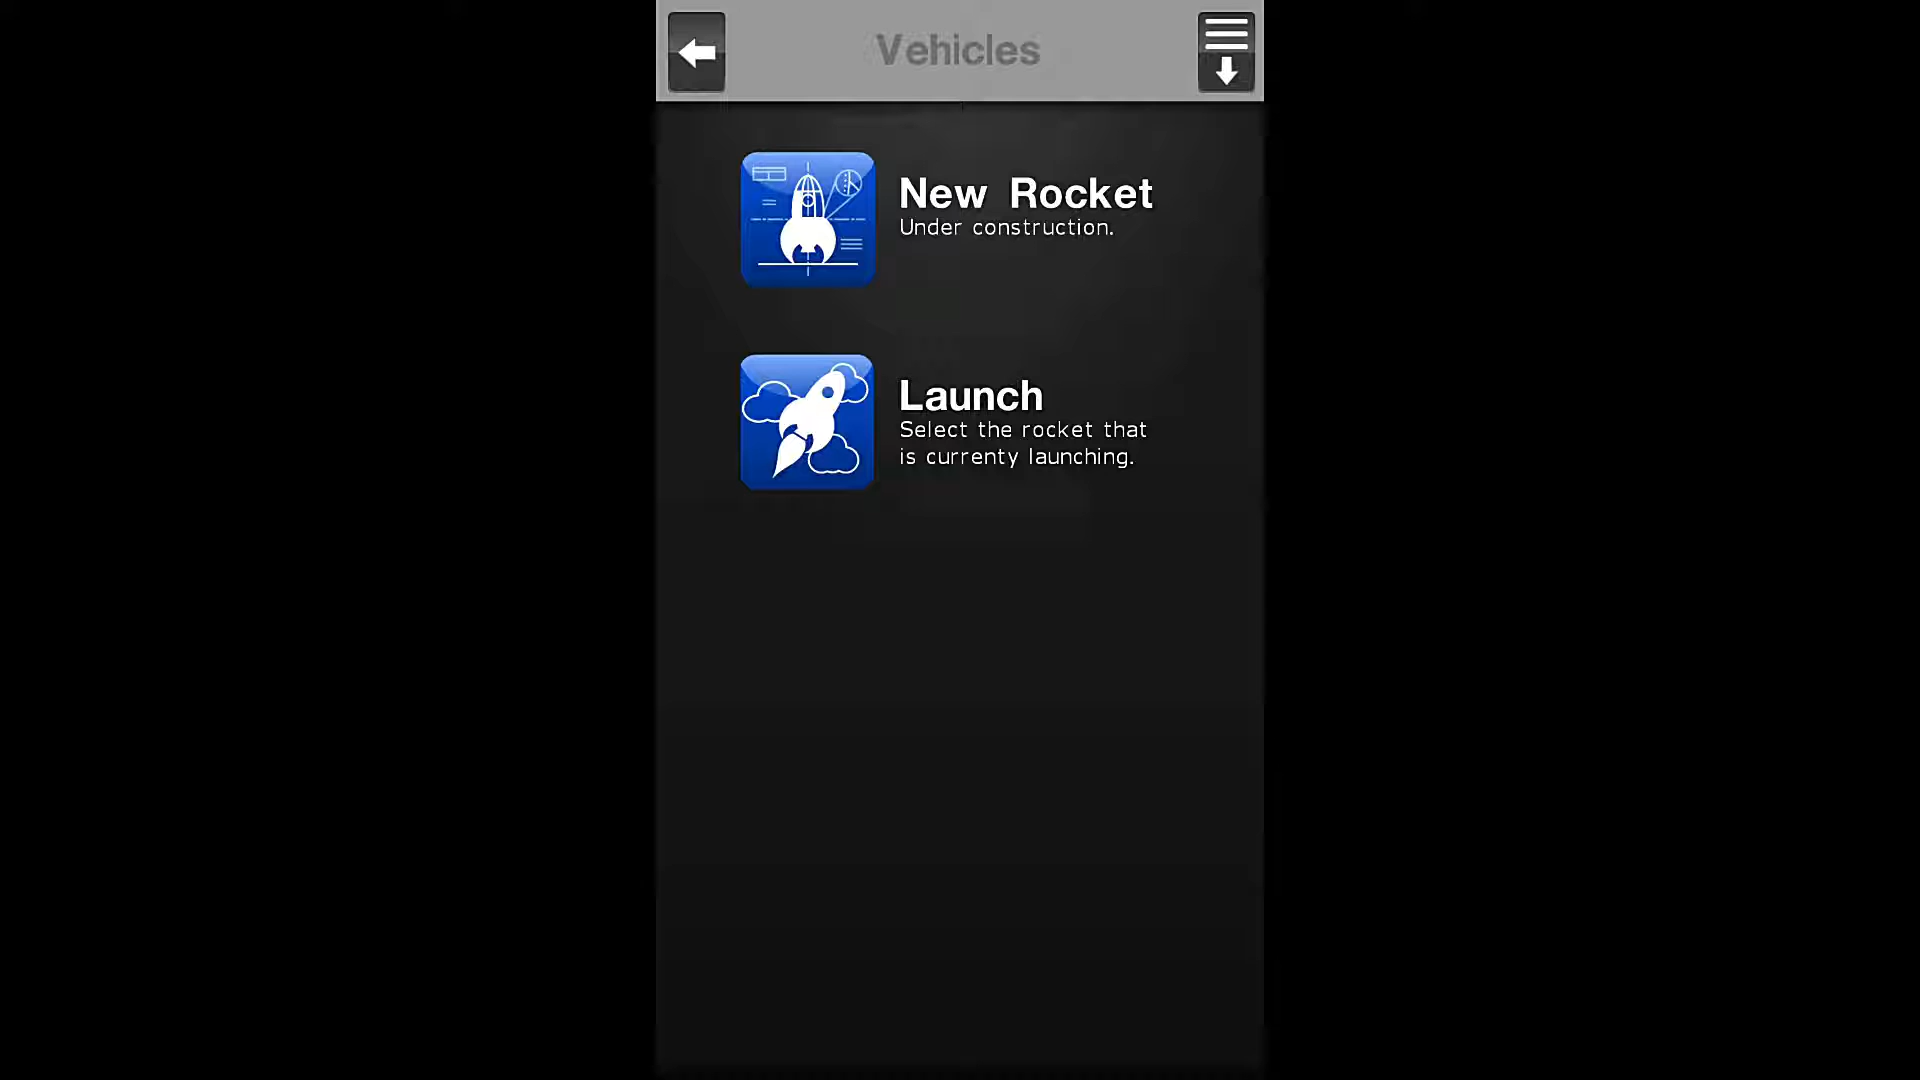 Vehicles
New Rocket
Under construction.
Launch
Select the rocket that
is currenty launching.